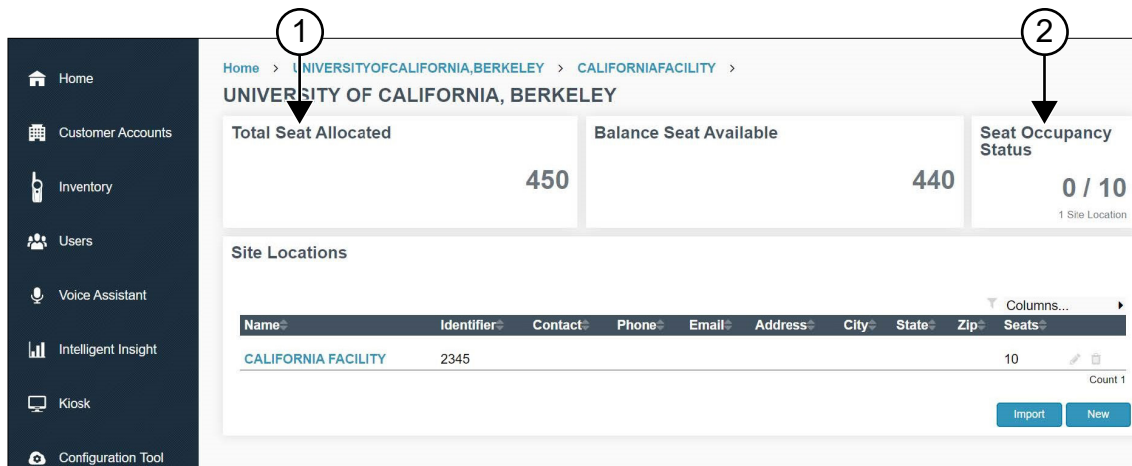 1
2
Home
Customer Accounts
Inventory
Users
Voice Assistant
Intelligent Insight
Kiosk
Configuration Tool
Home > UNIVERSITYOFCALIFORNIA,BERKELEY > CALIFORNIAFACILITY >
UNIVERSITY OF CALIFORNIA, BERKELEY
Total Seat Allocated
450
Balance Seat Available
440
Seat Occupancy
Status
0 / 10
1 Site Location
Site Locations
Columns...
Name Identifier Contact Phone Email Address City State Zip Seats
CALIFORNIA FACILITY 2345 10
Count 1
Import New